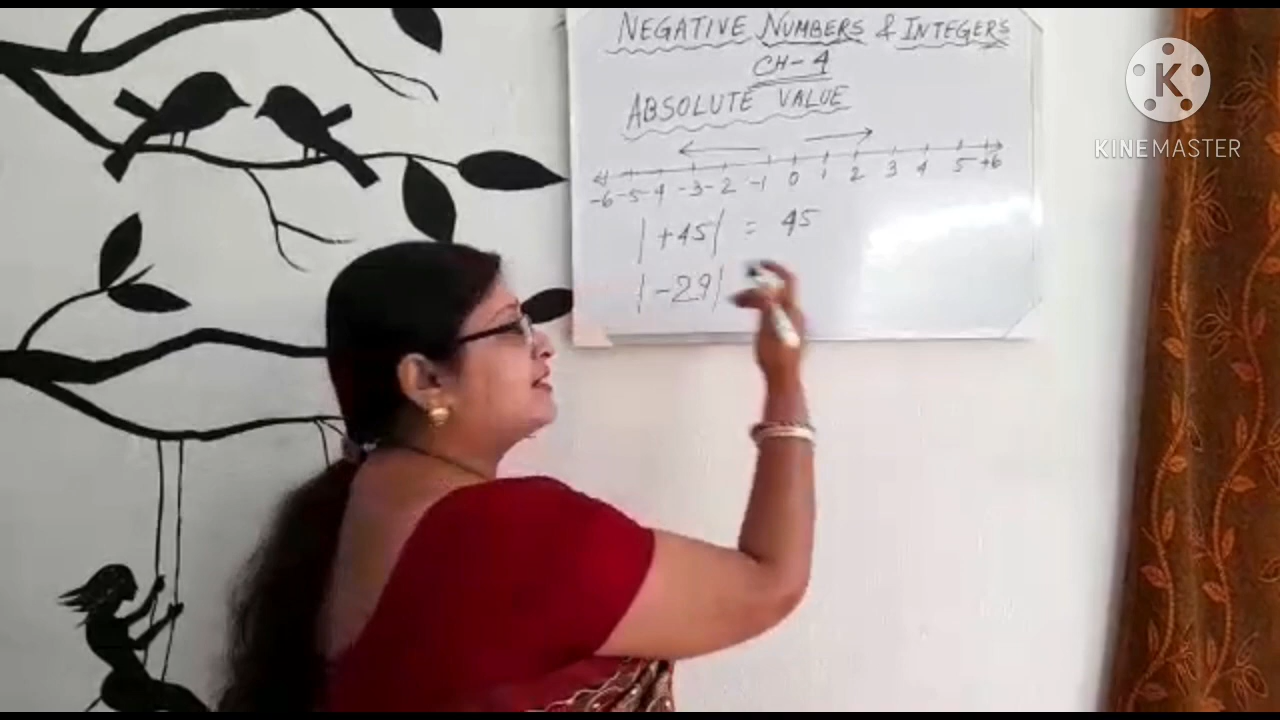 NEGATIVE NUMBERS & INTEGERS
CH-4
ABSOLUTE VALUE
-6 -5 -4 -3 -2 -1 0 1 2 3 4 5 +6
|+45| = 45
|-29|
K
KINEMASTER